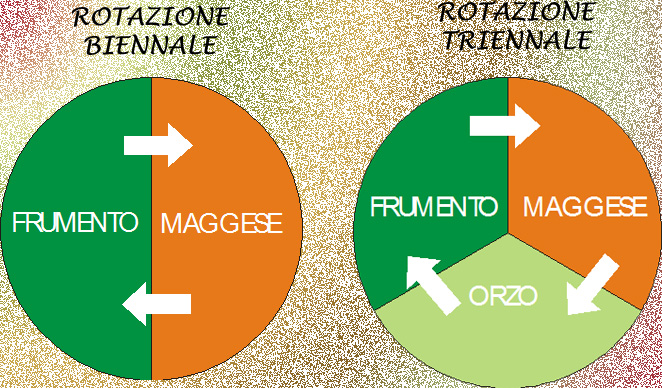 ROTAZIONE
BIENNALE
FRUMENTO
MAGGESE
ROTAZIONE
TRIENNALE
FRUMENTO
MAGGESE
ORZO